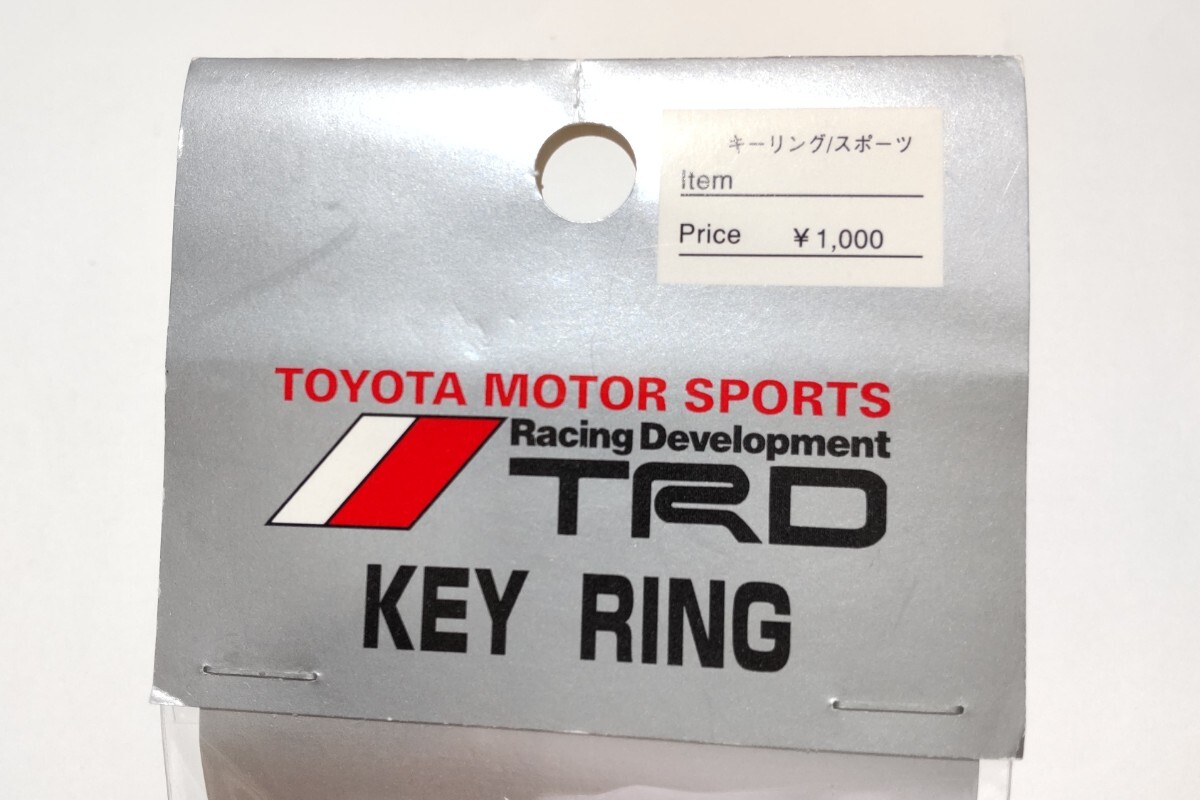 キーリング/スポーツ
Item
Price ¥1,000
TOYOTA MOTOR SPORTS
Racing Development
TRD
KEY RING